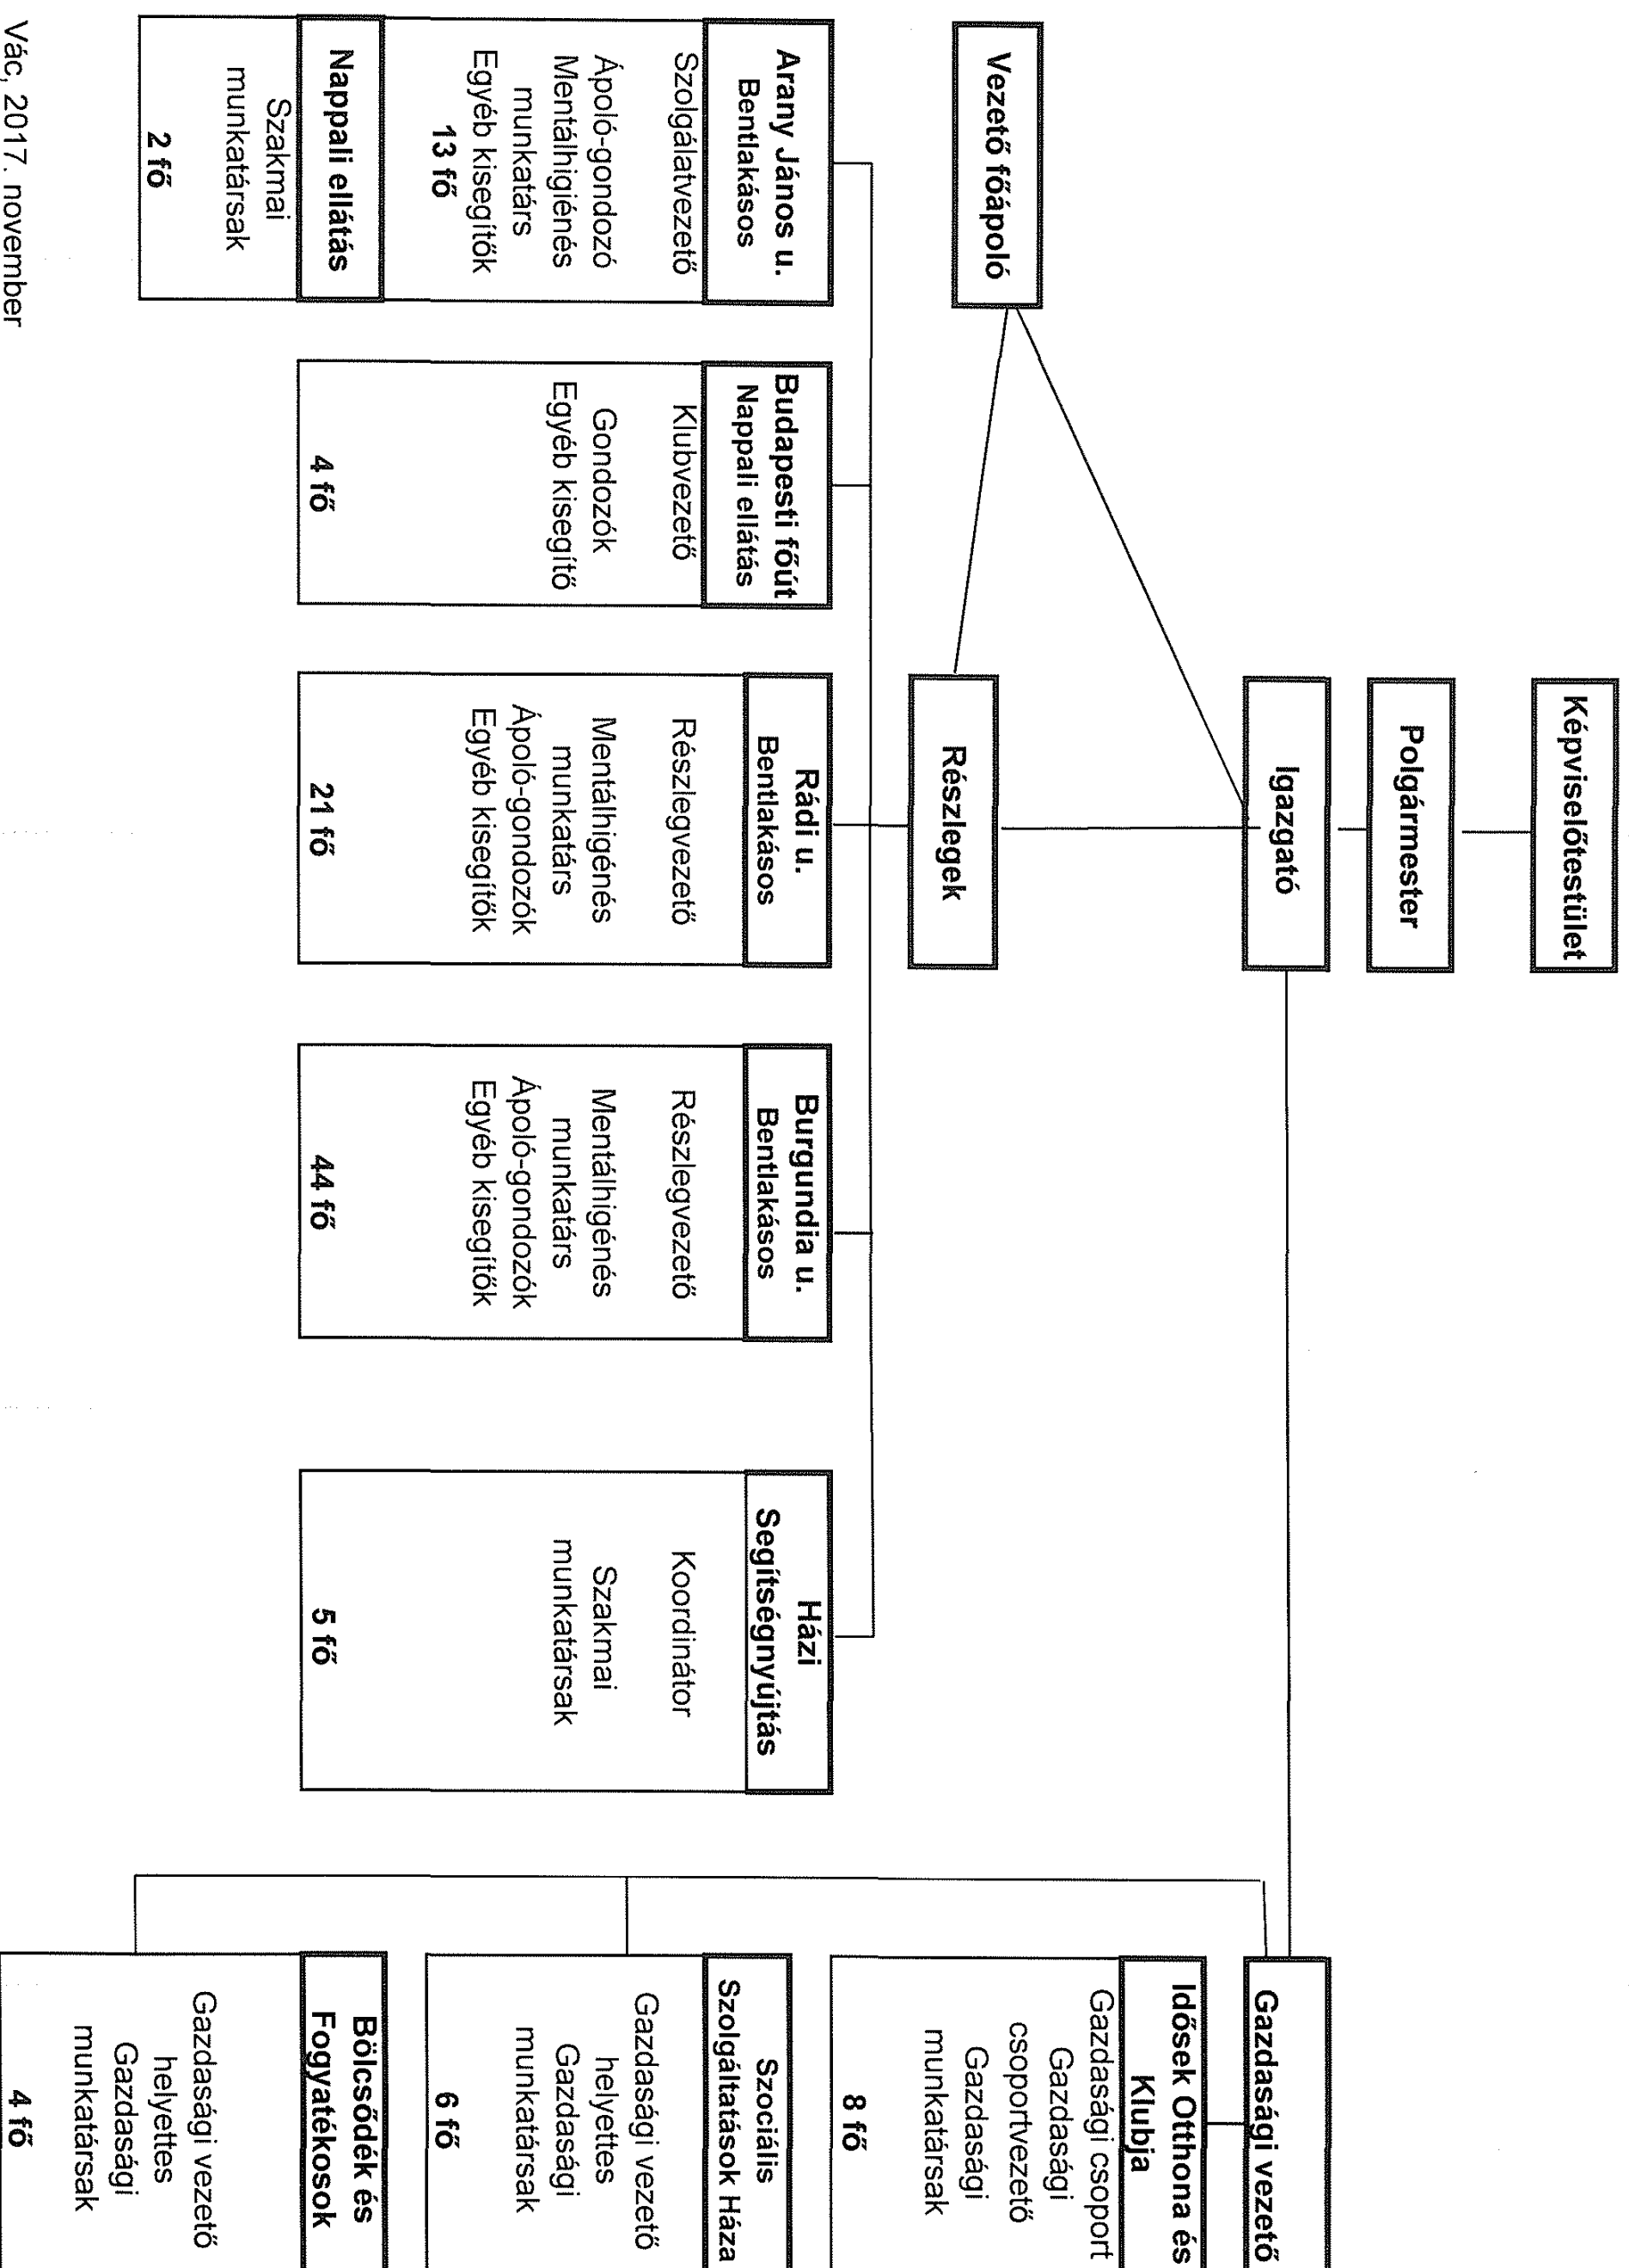 Képviselőtestület
Polgármester
Igazgató
Gazdasági vezető
Vezető főápoló
Részlegek
Arany János u.
Bentlakásos
Szolgálatvezető
Ápoló-gondozó
Mentálhigiénés
munkatárs
Egyéb kisegítők
13 fő
Nappali ellátás
Szakmai
munkatársak
2 fő
Budapesti főút
Nappali ellátás
Klubvezető
Gondozók
Egyéb kisegítő
4 fő
Rádi u.
Bentlakásos
Részlegvezető
Mentálhigénés
munkatárs
Ápoló-gondozók
Egyéb kisegítők
21 fő
Burgundia u.
Bentlakásos
Részlegvezető
Mentálhigénés
munkatárs
Ápoló-gondozók
Egyéb kisegítők
44 fő
Házi
Segítségnyújtás
Koordinátor
Szakmai
munkatársak
5 fő
Idősek Otthona és
Klubja
Gazdasági csoport
Gazdasági
csoportvezető
Gazdasági
munkatársak
8 fő
Szociális
Szolgáltatások Háza
Gazdasági vezető
helyettes
Gazdasági
munkatársak
6 fő
Bölcsődék és
Fogyatékosok
Gazdasági vezető
helyettes
Gazdasági
munkatársak
4 fő
Vác, 2017. november